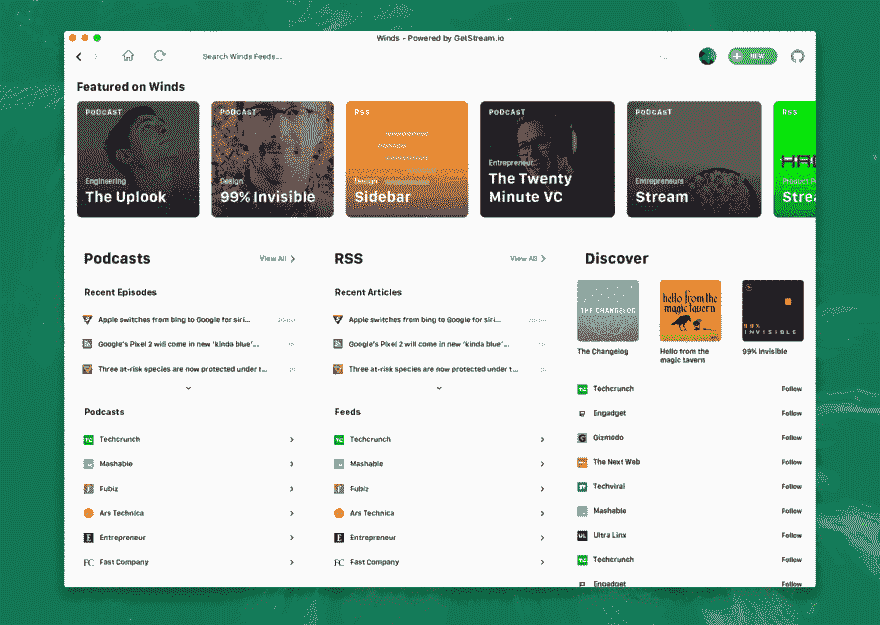 Winds - Powered by GetStream.io
Search Winds Feeds...
NEW
Featured on Winds
PODCAST
Engineering
The Uplook
PODCAST
Design
99% Invisible
RSS
Sidebar
PODCAST
Entrepreneur
The Twenty
Minute VC
PODCAST
Entrepreneurs
Stream
RSS
Podcasts
View All
Recent Episodes
Apple switches from bing to Google for siri...
Google's Pixel 2 will come in new 'kinda blue'...
Three at-risk species are now protected under t...
Podcasts
Techcrunch
Mashable
Fubiz
Ars Technica
Entrepreneur
Fast Company
RSS
View All
Recent Articles
Apple switches from bing to Google for siri...
Google's Pixel 2 will come in new 'kinda blue'...
Three at-risk species are now protected under t...
Feeds
Techcrunch
Mashable
Fubiz
Ars Technica
Entrepreneur
Fast Company
Discover
THE CHANGELOG
The Changelog
hello from the
magic tavern
Hello from the
magic tavern
INVISIBLE
99% Invisible
Techcrunch
Follow
Engadget
Follow
Gizmodo
Follow
The Next Web
Follow
Techviral
Follow
Mashable
Follow
Ultra Linx
Follow
Techcrunch
Follow
Engadget
Follow